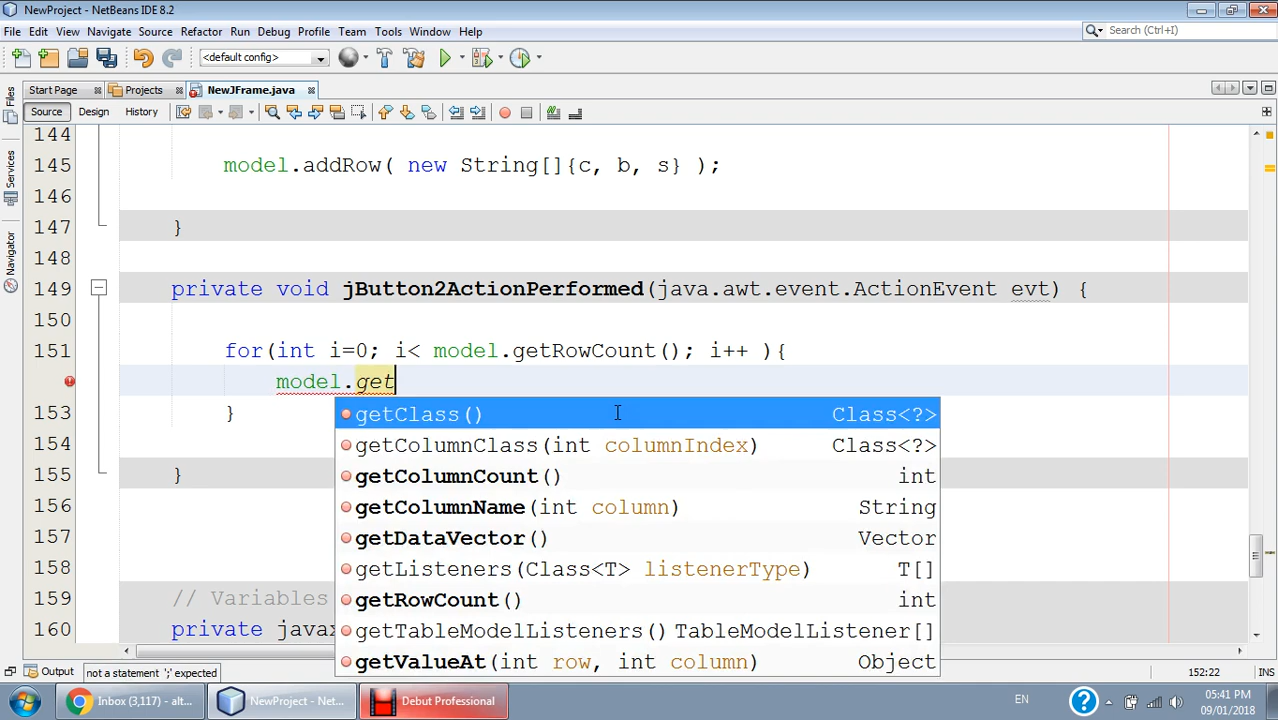 NewProject - NetBeans IDE 8.2
File Edit View Navigate Source Refactor Run Debug Profile Team Tools Window Help
Search (Ctrl+I)
<default config>
Start Page Projects NewJFrame.java
Source Design History
Files
Services
Navigator
144
145 model.addRow( new String[]{c, b, s} );
146
147 }
148
149 private void jButton2ActionPerformed(java.awt.event.ActionEvent evt) {
150
151 for(int i=0; i< model.getRowCount(); i++ ){
model.get
153 }
154
155 }
156
157
158
159 // Variables
160 private javax
getClass() Class<?>
getColumnClass(int columnIndex) Class<?>
getColumnCount() int
getColumnName(int column) String
getDataVector() Vector
getListeners(Class<T> listenerType) T[]
getRowCount() int
getTableModelListeners() TableModelListener[]
getValueAt(int row, int column) Object
Output not a statement ';' expected 152:22 INS
Inbox (3,117) - alt... NewProject - Net... Debut Professional EN 05:41 PM
09/01/2018